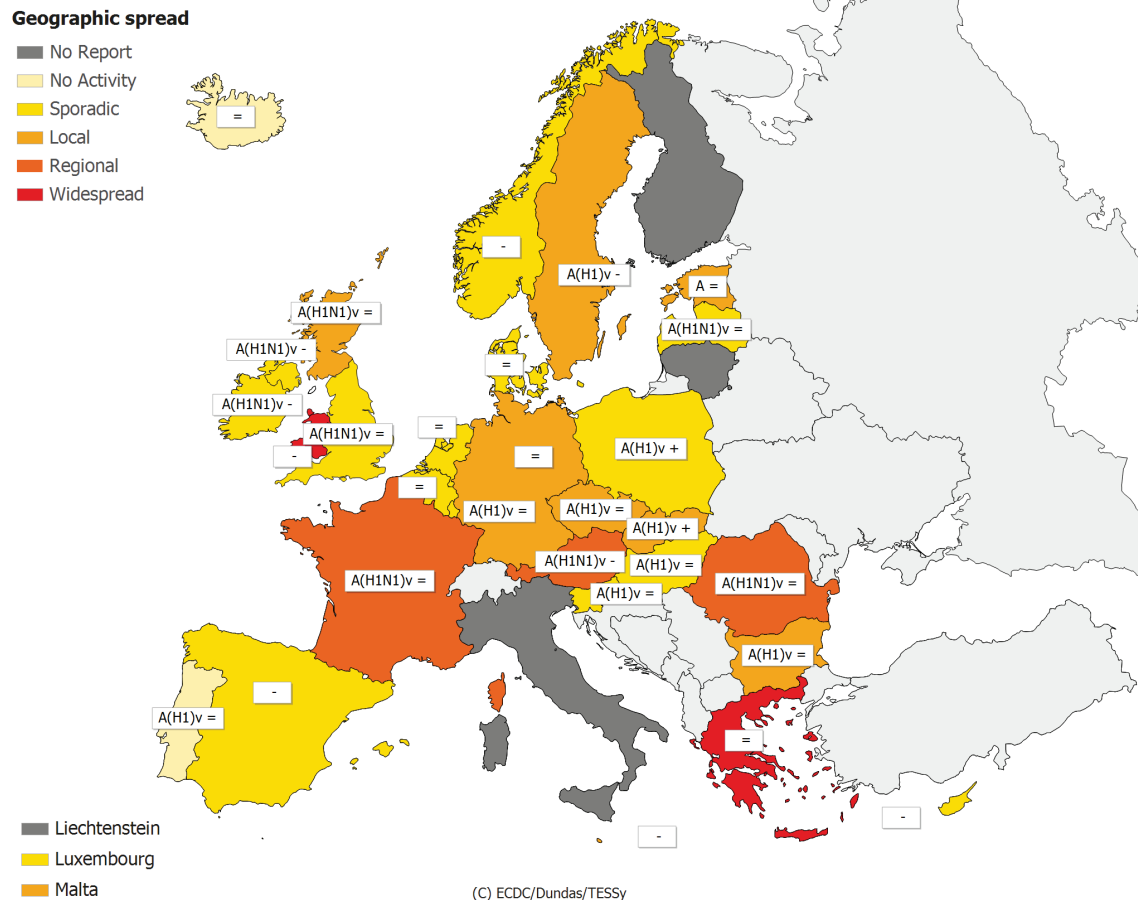 Geographic spread
No Report
No Activity
Sporadic
Local
Regional
Widespread
=
-
A(H1)v -
A =
A(H1N1)v =
A(H1N1)v =
A(H1N1)v -
=
A(H1N1)v -
=
A(H1N1)v =
-
=
A(H1)v +
=
A(H1)v =
A(H1)v =
A(H1)v +
A(H1N1)v -
A(H1)v =
A(H1N1)v =
A(H1N1)v =
A(H1)v =
A(H1)v =
-
A(H1)v =
=
-
-
Liechtenstein
Luxembourg
Malta
(C) ECDC/Dundas/TESSy